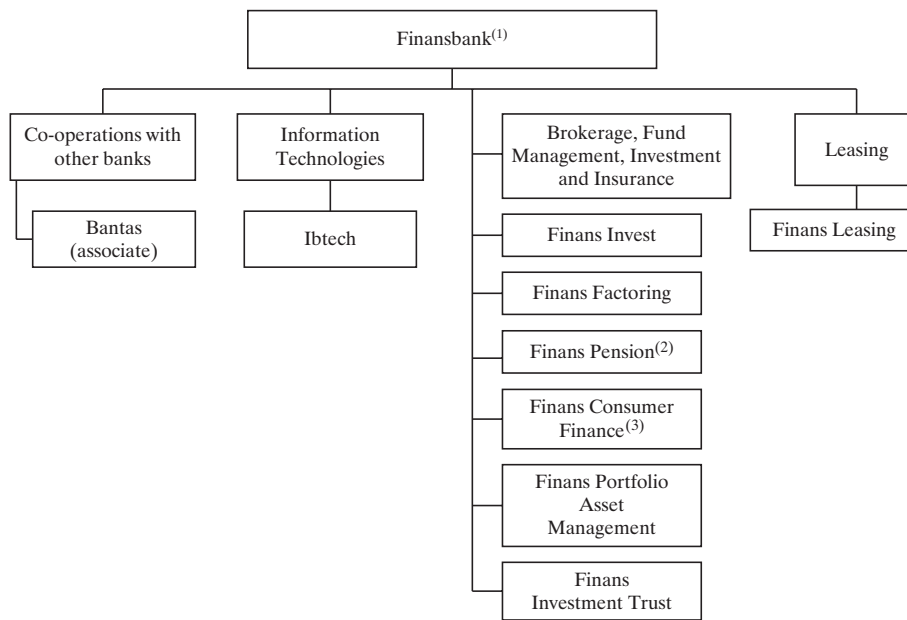 Finansbank(1)
Co-operations with
other banks
Information
Technologies
Brokerage, Fund
Management, Investment
and Insurance
Leasing
Bantas
(associate)
Ibtech
Finans Invest
Finans Leasing
Finans Factoring
Finans Pension(2)
Finans Consumer
Finance(3)
Finans Portfolio
Asset
Management
Finans
Investment Trust